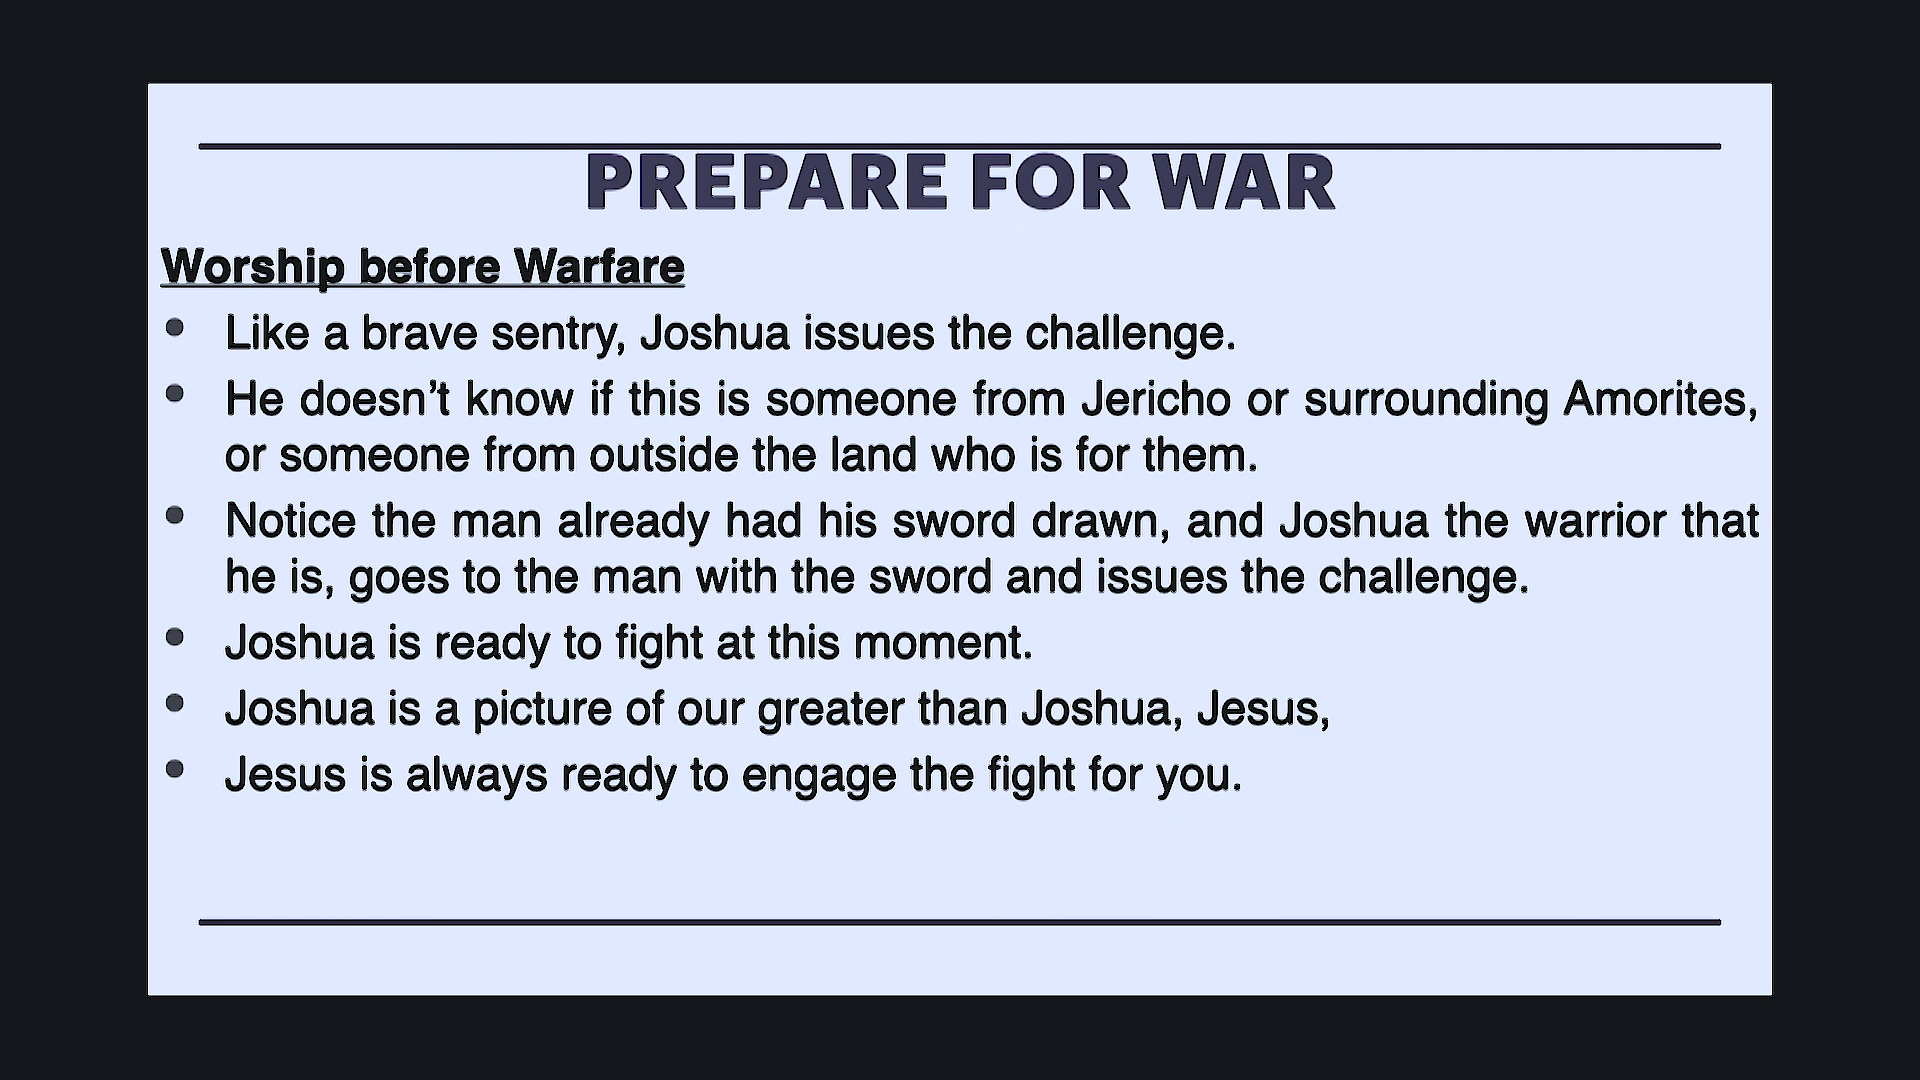 PREPARE FOR WAR
Worship before Warfare
• Like a brave sentry, Joshua issues the challenge.
• He doesn’t know if this is someone from Jericho or surrounding Amorites,
or someone from outside the land who is for them.
• Notice the man already had his sword drawn, and Joshua the warrior that
he is, goes to the man with the sword and issues the challenge.
• Joshua is ready to fight at this moment.
• Joshua is a picture of our greater than Joshua, Jesus,
• Jesus is always ready to engage the fight for you.